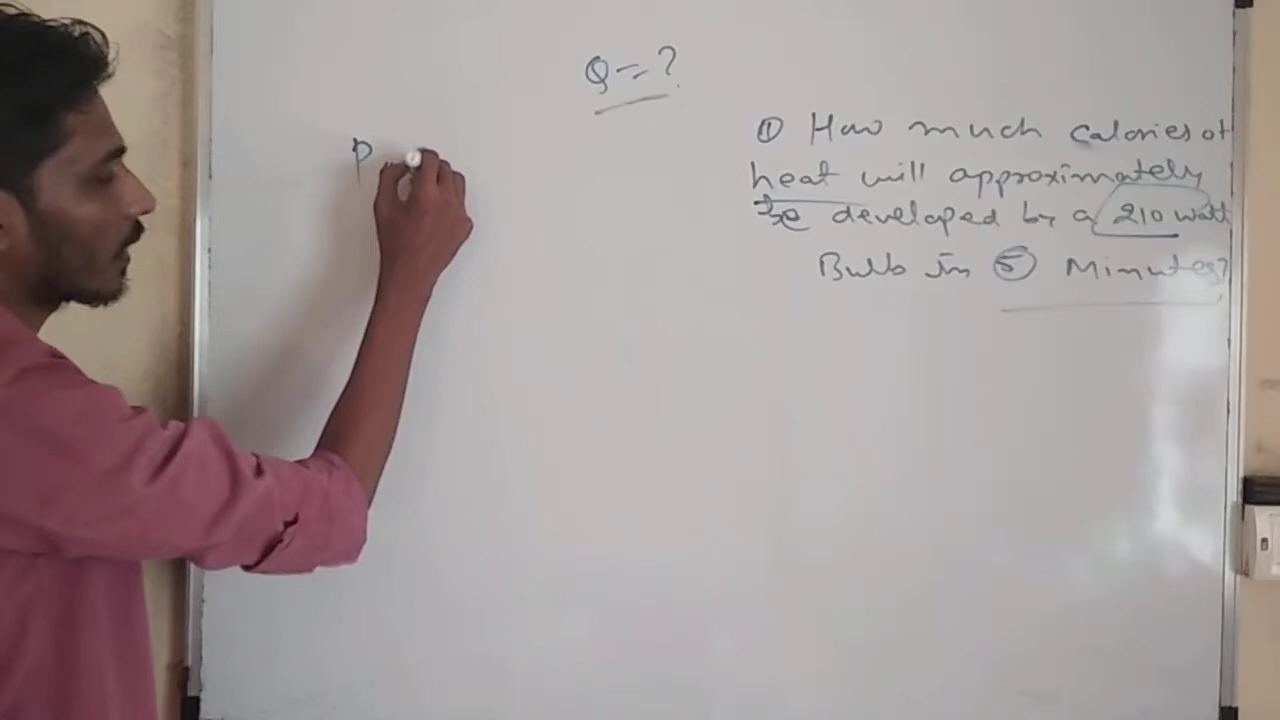 Q = ?
P
① How much calories of
heat will approximately
be developed by a 210 watt
Bulb in 5 Minutes?